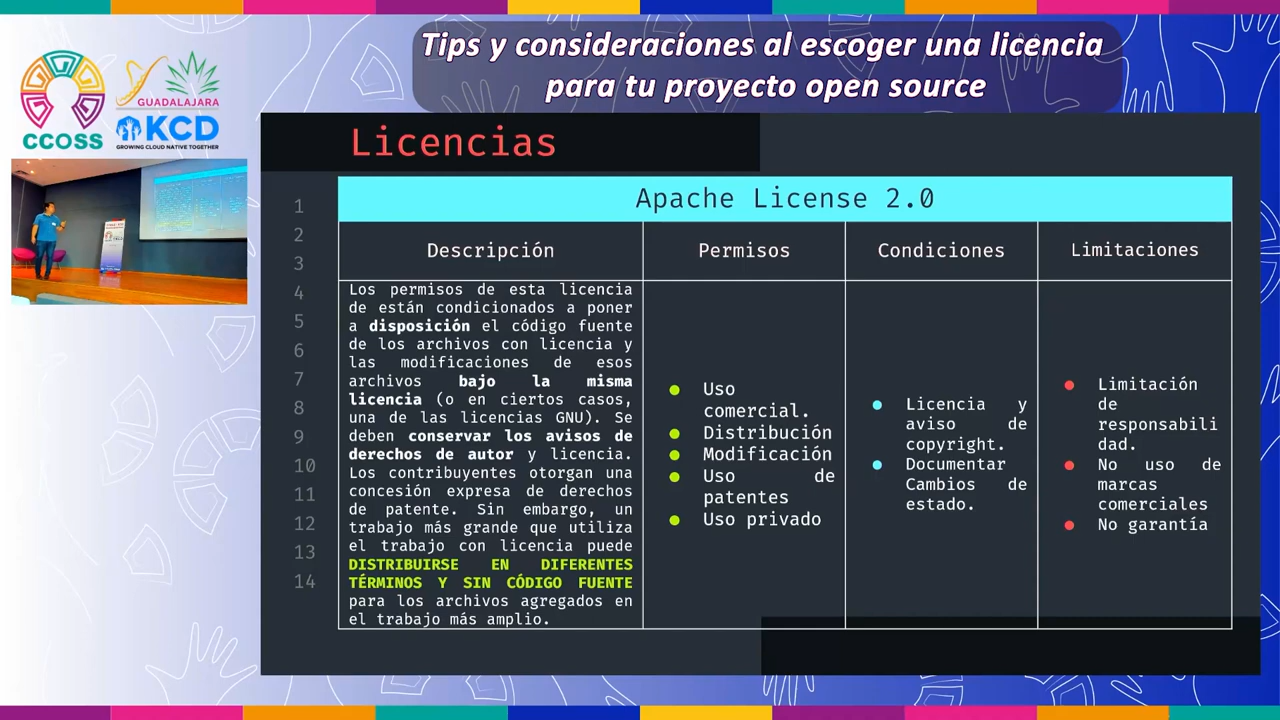 Tips y consideraciones al escoger una licencia
para tu proyecto open source
CCOSS
GUADALAJARA
KCD
GROWING CLOUD NATIVE TOGETHER
Licencias
1
2
3
4
5
6
7
8
9
10
11
12
13
14
Apache License 2.0
Descripción
Permisos
Condiciones
Limitaciones
Los permisos de esta licencia
de están condicionados a poner
a disposición el código fuente
de los archivos con licencia y
las modificaciones de esos
archivos bajo la misma
licencia (o en ciertos casos,
una de las licencias GNU). Se
deben conservar los avisos de
derechos de autor y licencia.
Los contribuyentes otorgan una
concesión expresa de derechos
de patente. Sin embargo, un
trabajo más grande que utiliza
el trabajo con licencia puede
DISTRIBUIRSE EN DIFERENTES
TÉRMINOS Y SIN CÓDIGO FUENTE
para los archivos agregados en
el trabajo más amplio.
● Uso
comercial.
● Distribución
● Modificación
● Uso de
patentes
● Uso privado
● Licencia y
aviso de
copyright.
● Documentar
Cambios de
estado.
● Limitación
de
responsabili
dad.
● No uso de
marcas
comerciales
● No garantía